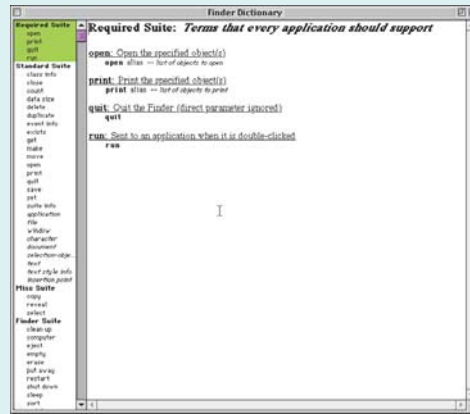 Finder Dictionary
Required Suite
open
print
quit
run
Standard Suite
class info
close
count
data size
delete
duplicate
event info
exists
get
make
move
open
print
quit
save
set
suite info
application
file
window
character
document
selection-obje...
text
text style info
insertion point
Misc Suite
copy
reveal
select
Finder Suite
clean up
computer
eject
empty
erase
put away
restart
shut down
sleep
sort
Required Suite: Terms that every application should support
open: Open the specified object(s)
open alias -- list of objects to open
print: Print the specified object(s)
print alias -- list of objects to print
quit: Quit the Finder (direct parameter ignored)
quit
run: Sent to an application when it is double-clicked
run